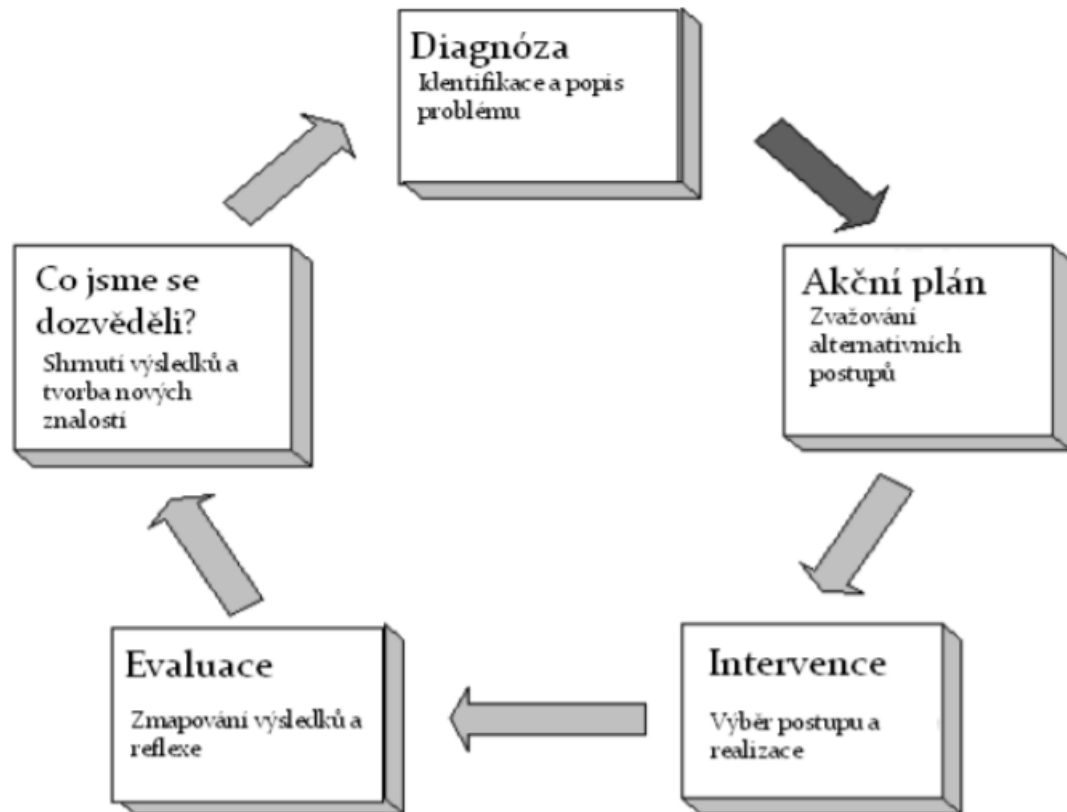 Diagnóza
Identifikace a popis
problému
Akční plán
Zvažování
alternativních
postupů
Intervence
Výběr postupu a
realizace
Evaluace
Zmapování výsledků a
reflexe
Co jsme se
dozvěděli?
Shrnutí výsledků a
tvorba nových
znalostí